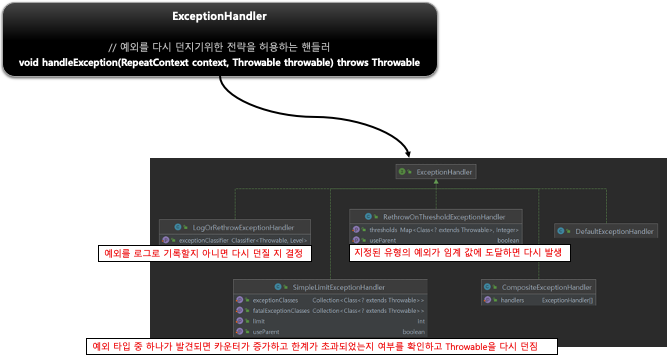 ExceptionHandler
// 예외를 다시 던지기위한 전략을 허용하는 핸들러
void handleException(RepeatContext context, Throwable throwable) throws Throwable
ExceptionHandler
LogOrRethrowExceptionHandler
exceptionClassifier Classifier<Throwable, Level>
예외를 로그로 기록할지 아니면 다시 던질 지 결정
RethrowOnThresholdExceptionHandler
thresholds Map<Class<? extends Throwable>, Integer>
useParent boolean
지정된 유형의 예외가 임계 값에 도달하면 다시 발생
DefaultExceptionHandler
SimpleLimitExceptionHandler
exceptionClasses Collection<Class<? extends Throwable>>
fatalExceptionClasses Collection<Class<? extends Throwable>>
limit int
useParent boolean
CompositeExceptionHandler
handlers ExceptionHandler[]
예외 타입 중 하나가 발견되면 카운터가 증가하고 한계가 초과되었는지 여부를 확인하고 Throwable을 다시 던짐